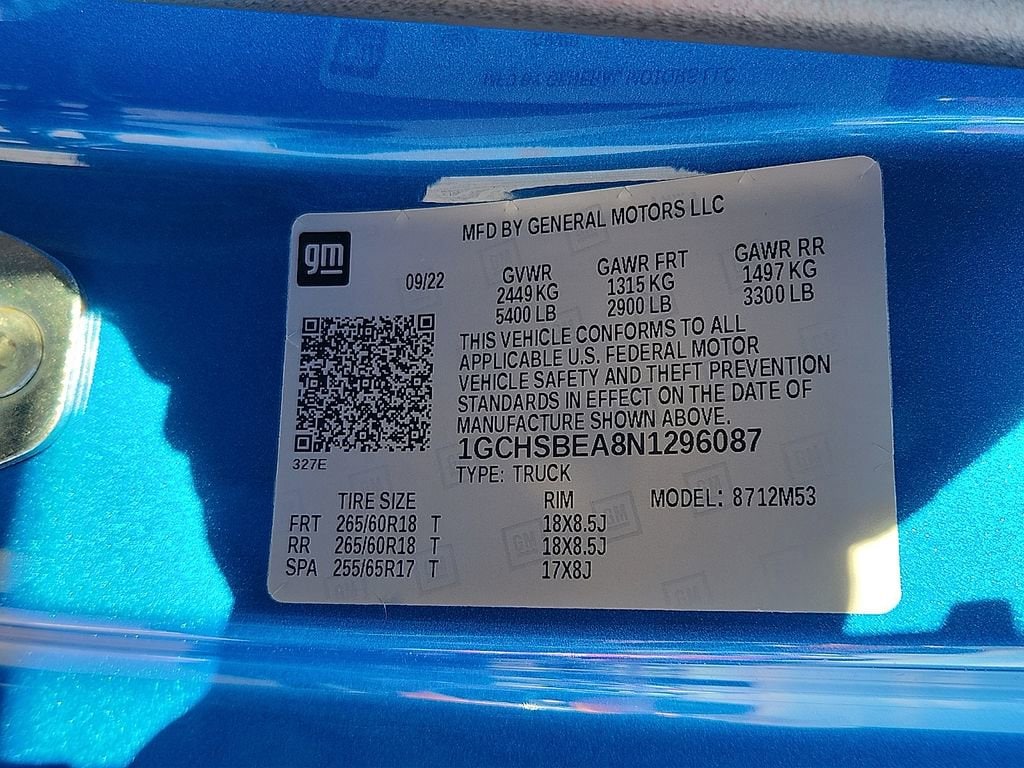 MFD BY GENERAL MOTORS LLC
gm
09/22
GVWR GAWR FRT GAWR RR
2449 KG 1315 KG 1497 KG
5400 LB 2900 LB 3300 LB
THIS VEHICLE CONFORMS TO ALL
APPLICABLE U.S. FEDERAL MOTOR
VEHICLE SAFETY AND THEFT PREVENTION
STANDARDS IN EFFECT ON THE DATE OF
MANUFACTURE SHOWN ABOVE.
1GCHSBEA8N1296087
327E
TYPE: TRUCK
TIRE SIZE RIM MODEL: 8712M53
FRT 265/60R18 T 18X8.5J
RR 265/60R18 T 18X8.5J
SPA 255/65R17 T 17X8J